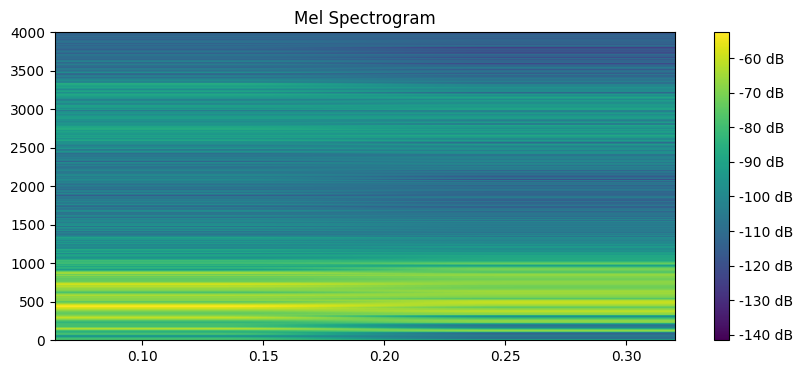 Mel Spectrogram
4000
3500
3000
2500
2000
1500
1000
500
0
0.10 0.15 0.20 0.25 0.30
-60 dB
-70 dB
-80 dB
-90 dB
-100 dB
-110 dB
-120 dB
-130 dB
-140 dB